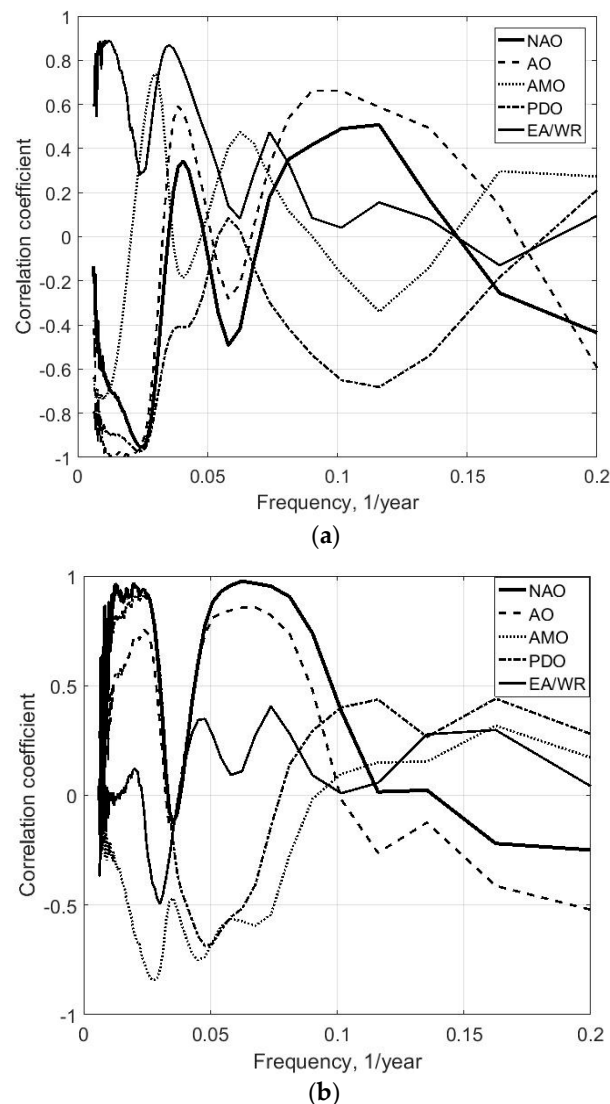 1
0.8
0.6
0.4
0.2
0
-0.2
-0.4
-0.6
-0.8
-1
Correlation coefficient
NAO
AO
AMO
PDO
EA/WR
0 0.05 0.1 0.15 0.2
Frequency, 1/year
(a)
1
0.5
0
-0.5
-1
Correlation coefficient
NAO
AO
AMO
PDO
EA/WR
0 0.05 0.1 0.15 0.2
Frequency, 1/year
(b)